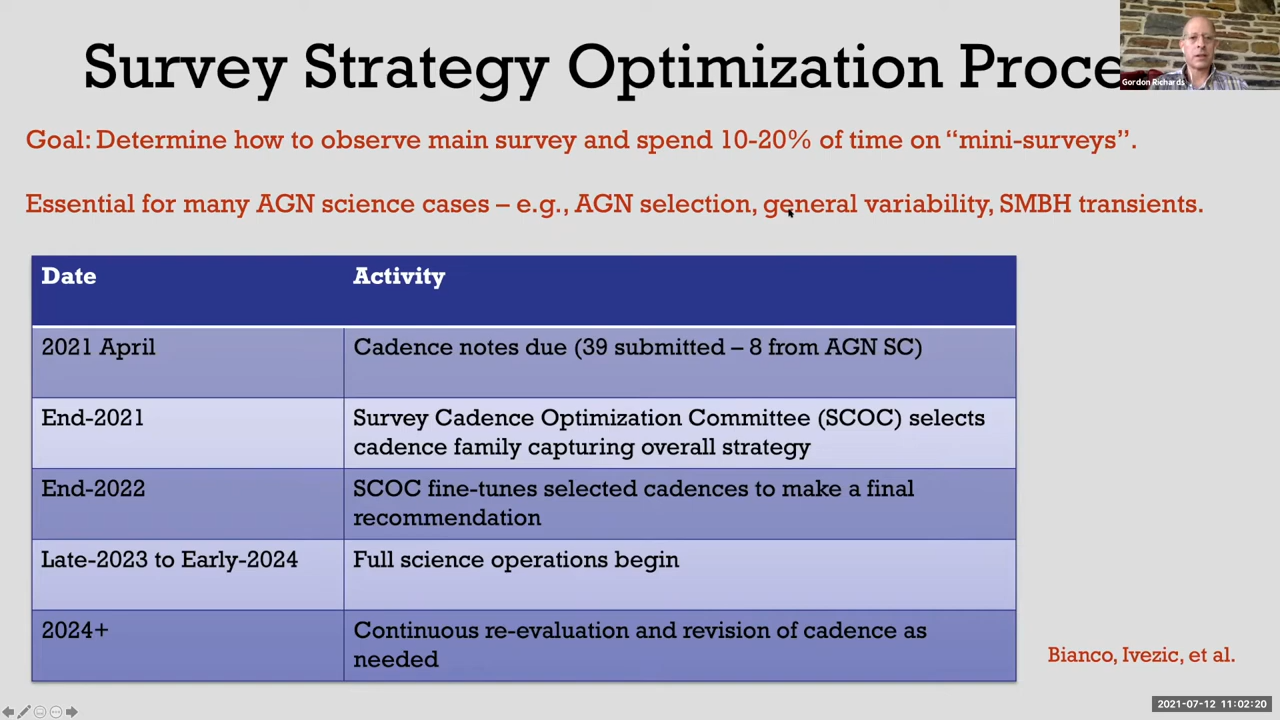 Survey Strategy Optimization Proce
Gordon Richards
Goal: Determine how to observe main survey and spend 10-20% of time on “mini-surveys”.
Essential for many AGN science cases – e.g., AGN selection, general variability, SMBH transients.
Date
Activity
2021 April
Cadence notes due (39 submitted – 8 from AGN SC)
End-2021
Survey Cadence Optimization Committee (SCOC) selects
cadence family capturing overall strategy
End-2022
SCOC fine-tunes selected cadences to make a final
recommendation
Late-2023 to Early-2024
Full science operations begin
2024+
Continuous re-evaluation and revision of cadence as
needed
Bianco, Ivezic, et al.
2021-07-12 11:02:20